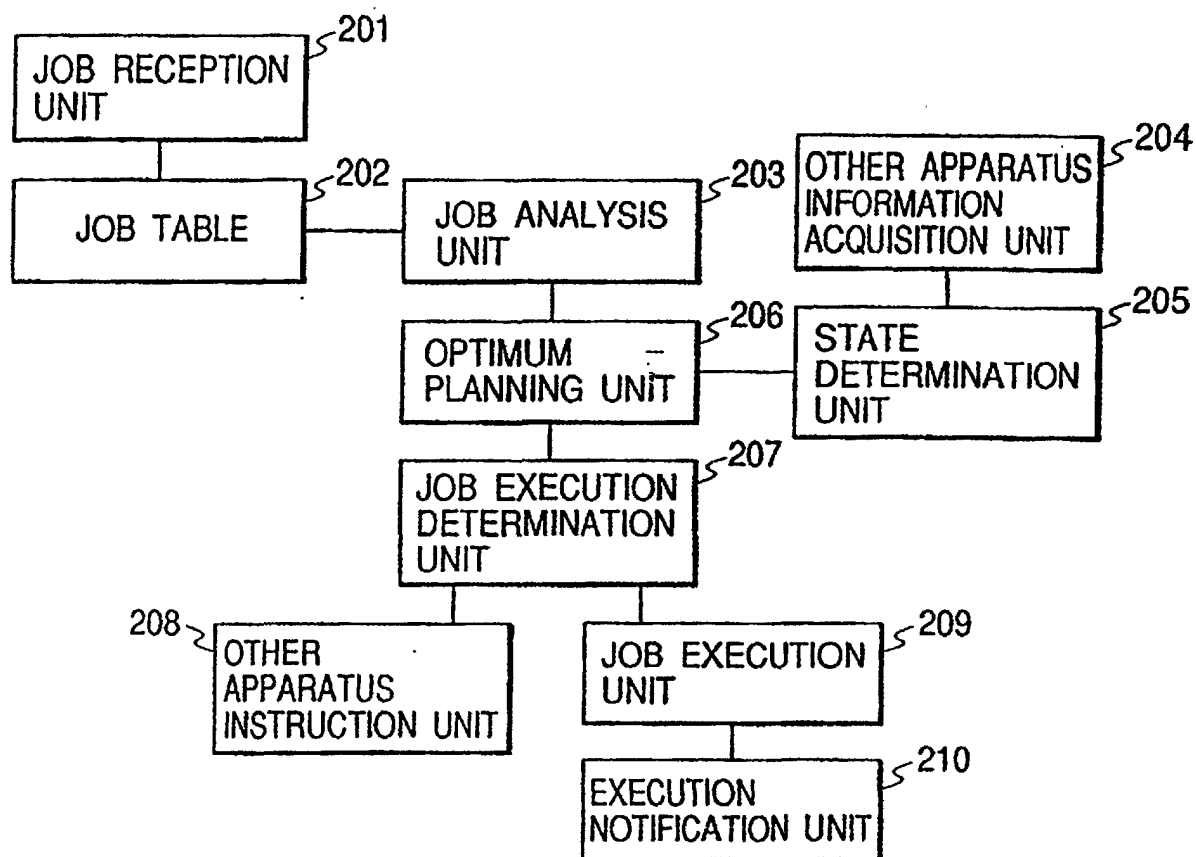 201
JOB RECEPTION
UNIT
202
JOB TABLE
203
JOB ANALYSIS
UNIT
204
OTHER APPARATUS
INFORMATION
ACQUISITION UNIT
205
STATE
DETERMINATION
UNIT
206
OPTIMUM
PLANNING UNIT
207
JOB EXECUTION
DETERMINATION
UNIT
208
OTHER
APPARATUS
INSTRUCTION UNIT
209
JOB EXECUTION
UNIT
210
EXECUTION
NOTIFICATION UNIT